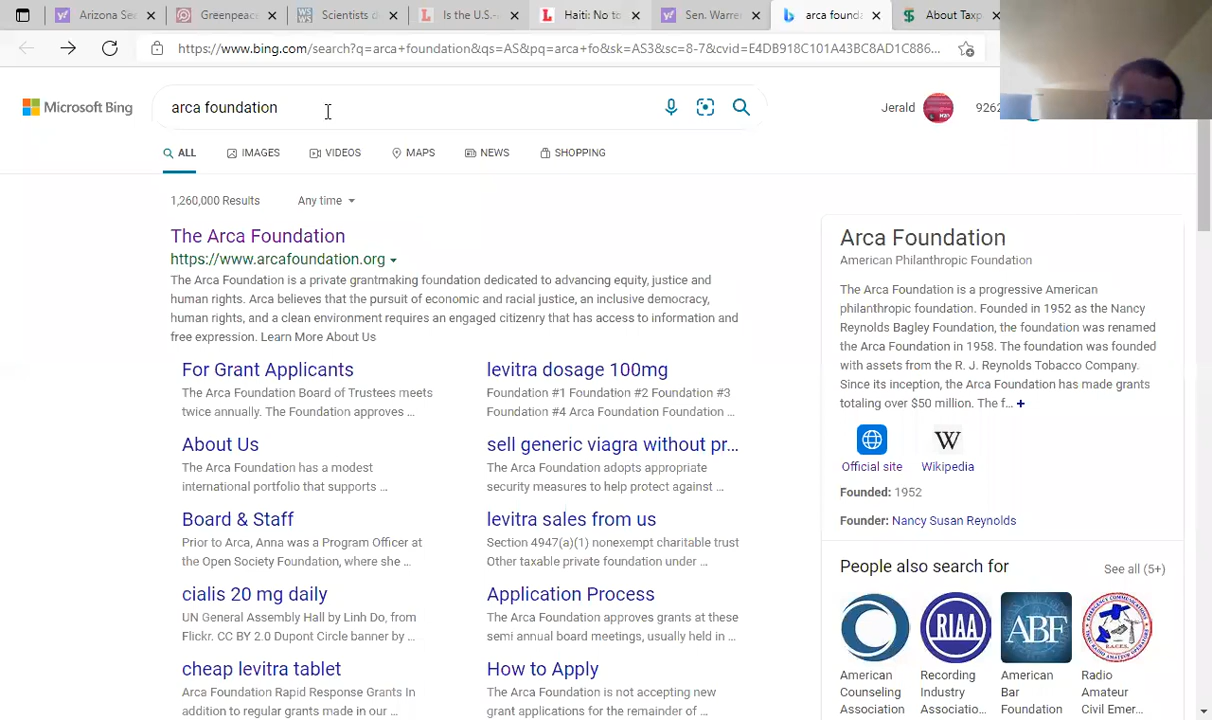 Arizona Se
Greenpeace
Scientists d
Is the U.S.-
Haiti: No to
Sen. Warre
arca found
About Taxp
https://www.bing.com/search?q=arca+foundation&qs=AS&pq=arca+fo&sk=AS3&sc=8-7&cvid=E4DB918C101A43BC8AD1C886...
Microsoft Bing
arca foundation
Jerald
9262
ALL
IMAGES
VIDEOS
MAPS
NEWS
SHOPPING
1,260,000 Results
Any time
The Arca Foundation
https://www.arcafoundation.org
The Arca Foundation is a private grantmaking foundation dedicated to advancing equity, justice and
human rights. Arca believes that the pursuit of economic and racial justice, an inclusive democracy,
human rights, and a clean environment requires an engaged citizenry that has access to information and
free expression. Learn More About Us
For Grant Applicants
The Arca Foundation Board of Trustees meets
twice annually. The Foundation approves ...
About Us
The Arca Foundation has a modest
international portfolio that supports ...
Board & Staff
Prior to Arca, Anna was a Program Officer at
the Open Society Foundation, where she ...
cialis 20 mg daily
UN General Assembly Hall by Linh Do, from
Flickr. CC BY 2.0 Dupont Circle banner by ...
cheap levitra tablet
Arca Foundation Rapid Response Grants In
addition to regular grants made in our ...
levitra dosage 100mg
Foundation #1 Foundation #2 Foundation #3
Foundation #4 Arca Foundation Foundation ...
sell generic viagra without pr...
The Arca Foundation adopts appropriate
security measures to help protect against ...
levitra sales from us
Section 4947(a)(1) nonexempt charitable trust
Other taxable private foundation under ...
Application Process
The Arca Foundation approves grants at these
semi annual board meetings, usually held in ...
How to Apply
The Arca Foundation is not accepting new
grant applications for the remainder of ...
Arca Foundation
American Philanthropic Foundation
The Arca Foundation is a progressive American
philanthropic foundation. Founded in 1952 as the Nancy
Reynolds Bagley Foundation, the foundation was renamed
the Arca Foundation in 1958. The foundation was founded
with assets from the R. J. Reynolds Tobacco Company.
Since its inception, the Arca Foundation has made grants
totaling over $50 million. The f... +
W
Official site
Wikipedia
Founded: 1952
Founder: Nancy Susan Reynolds
People also search for
See all (5+)
RIAA
ABF
American
Counseling
Association
Recording
Industry
Associatio...
American
Bar
Foundation
Radio
Amateur
Civil Emer...